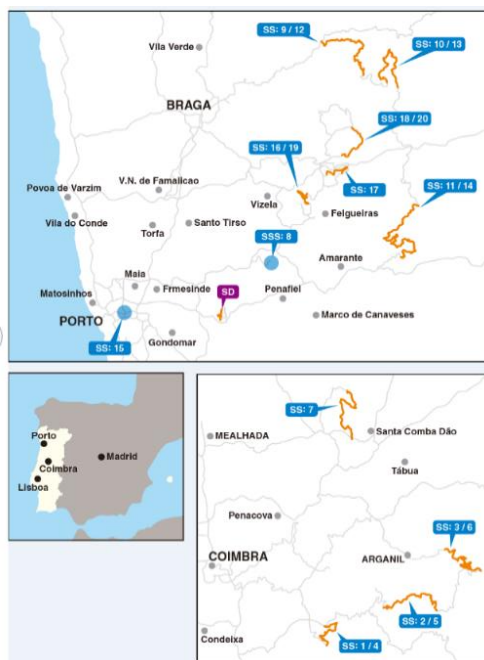 SS: 9 / 12
SS: 10 / 13
Vila Verde
BRAGA
SS: 18 / 20
SS: 16 / 19
SS: 17
V.N. de Famalicao
Povoa de Varzim
Vizela
SS: 11 / 14
Vila do Conde
Santo Tirso
Felgueiras
Torfa
SSS: 8
Amarante
Maia
Matosinhos
Frmesinde
SD
Penafiel
PORTO
Marco de Canaveses
Gondomar
SS: 15
Porto
Coimbra
Madrid
Lisboa
SS: 7
MEALHADA
Santa Comba Dão
Tábua
Penacova
SS: 3 / 6
COIMBRA
ARGANIL
SS: 2 / 5
Condeixa
SS: 1 / 4